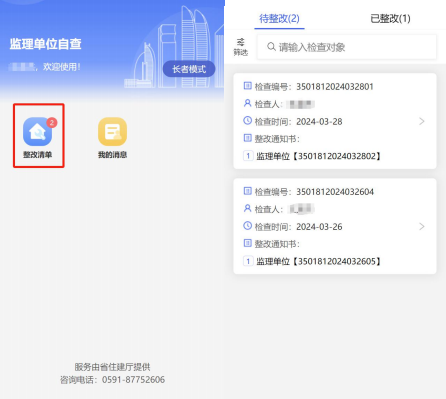 监理单位自查
，欢迎使用！
长者模式
2
整改清单
我的消息
服务由省住建厅提供
咨询电话：0591-87752606
待整改(2)
已整改(1)
筛选
请输入检查对象
检查编号：3501812024032801
检查人：
检查时间：2024-03-28
整改通知书：
1 监理单位【3501812024032802】
检查编号：3501812024032604
检查人：
检查时间：2024-03-26
整改通知书：
1 监理单位【3501812024032605】